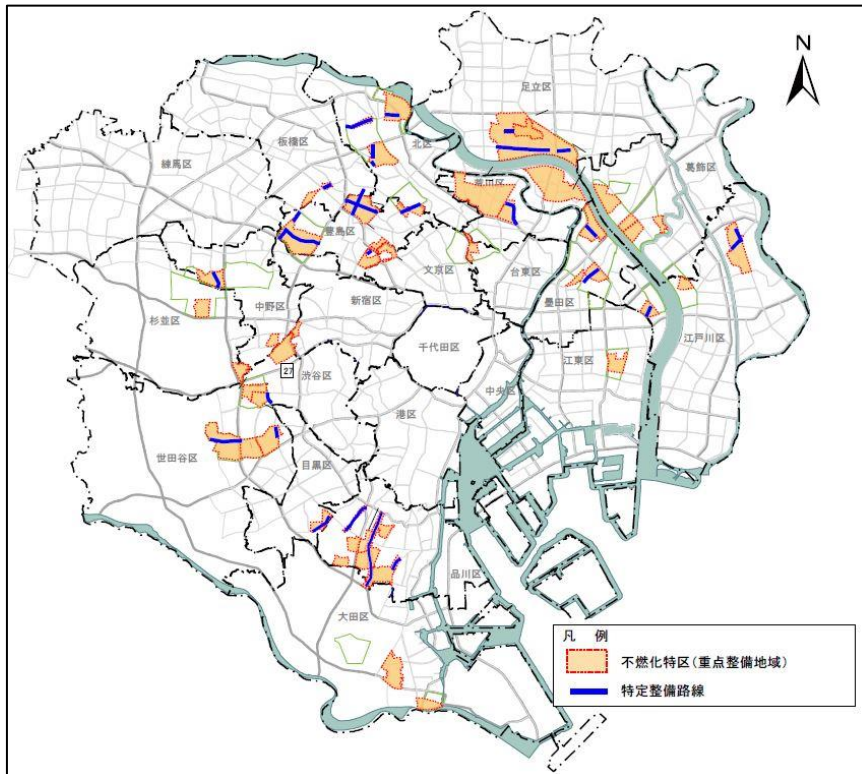 N
足立区
板橋区
北区
葛飾区
練馬区
荒川区
豊島区
文京区
台東区
中野区
新宿区
墨田区
杉並区
千代田区
江戸川区
江東区
渋谷区
27
中央区
港区
世田谷区
目黒区
品川区
大田区
凡 例
不燃化特区(重点整備地域)
特定整備路線